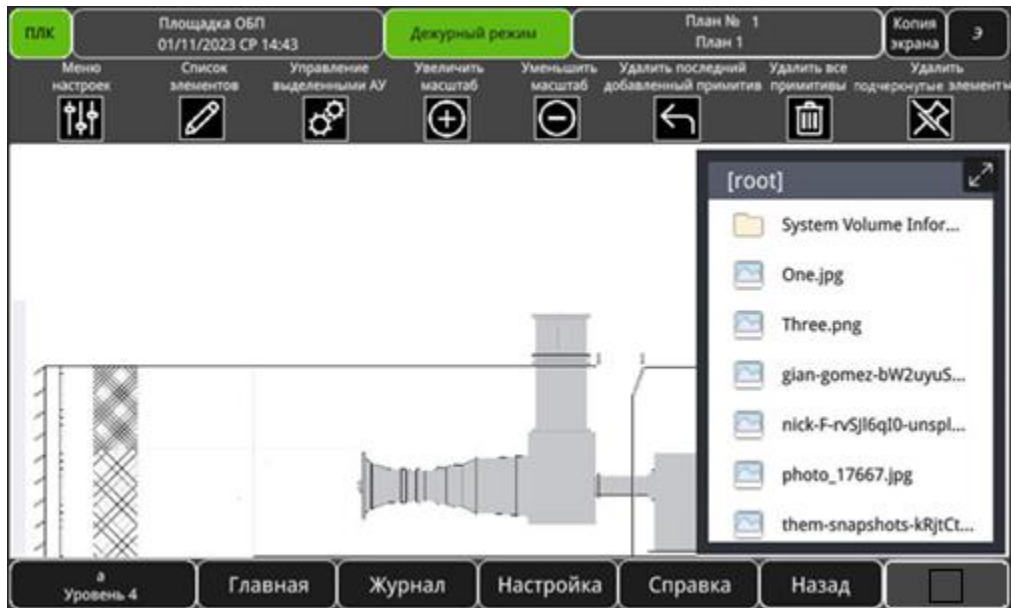 ПЛК
Площадка ОБП
01/11/2023 СР 14:43
Дежурный режим
План № 1
План 1
Копия
экрана
Э
Меню
настроек
Список
элементов
Управление
выделенными АУ
Увеличить
масштаб
Уменьшить
масштаб
Удалить последний
добавленный примитив
Удалить все
примитивы
Удалить
подчеркнутые элементы
[root]
System Volume Infor...
One.jpg
Three.png
gian-gomez-bW2uyuS...
nick-F-rvSJl6qI0-unspl...
photo_17667.jpg
them-snapshots-kRjtCt...
1
1
а
Уровень 4
Главная
Журнал
Настройка
Справка
Назад